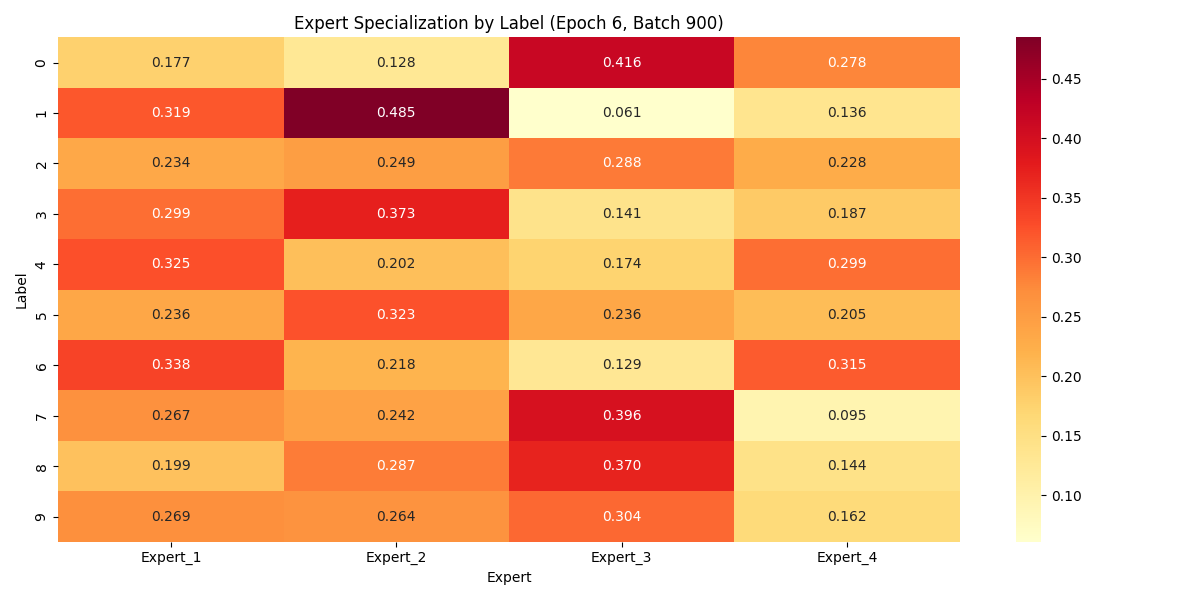 Expert Specialization by Label (Epoch 6, Batch 900)
0 0.177 0.128 0.416 0.278
1 0.319 0.485 0.061 0.136
2 0.234 0.249 0.288 0.228
3 0.299 0.373 0.141 0.187
4 0.325 0.202 0.174 0.299
5 0.236 0.323 0.236 0.205
6 0.338 0.218 0.129 0.315
7 0.267 0.242 0.396 0.095
8 0.199 0.287 0.370 0.144
9 0.269 0.264 0.304 0.162
Label
Expert_1 Expert_2 Expert_3 Expert_4
Expert
0.45
0.40
0.35
0.30
0.25
0.20
0.15
0.10